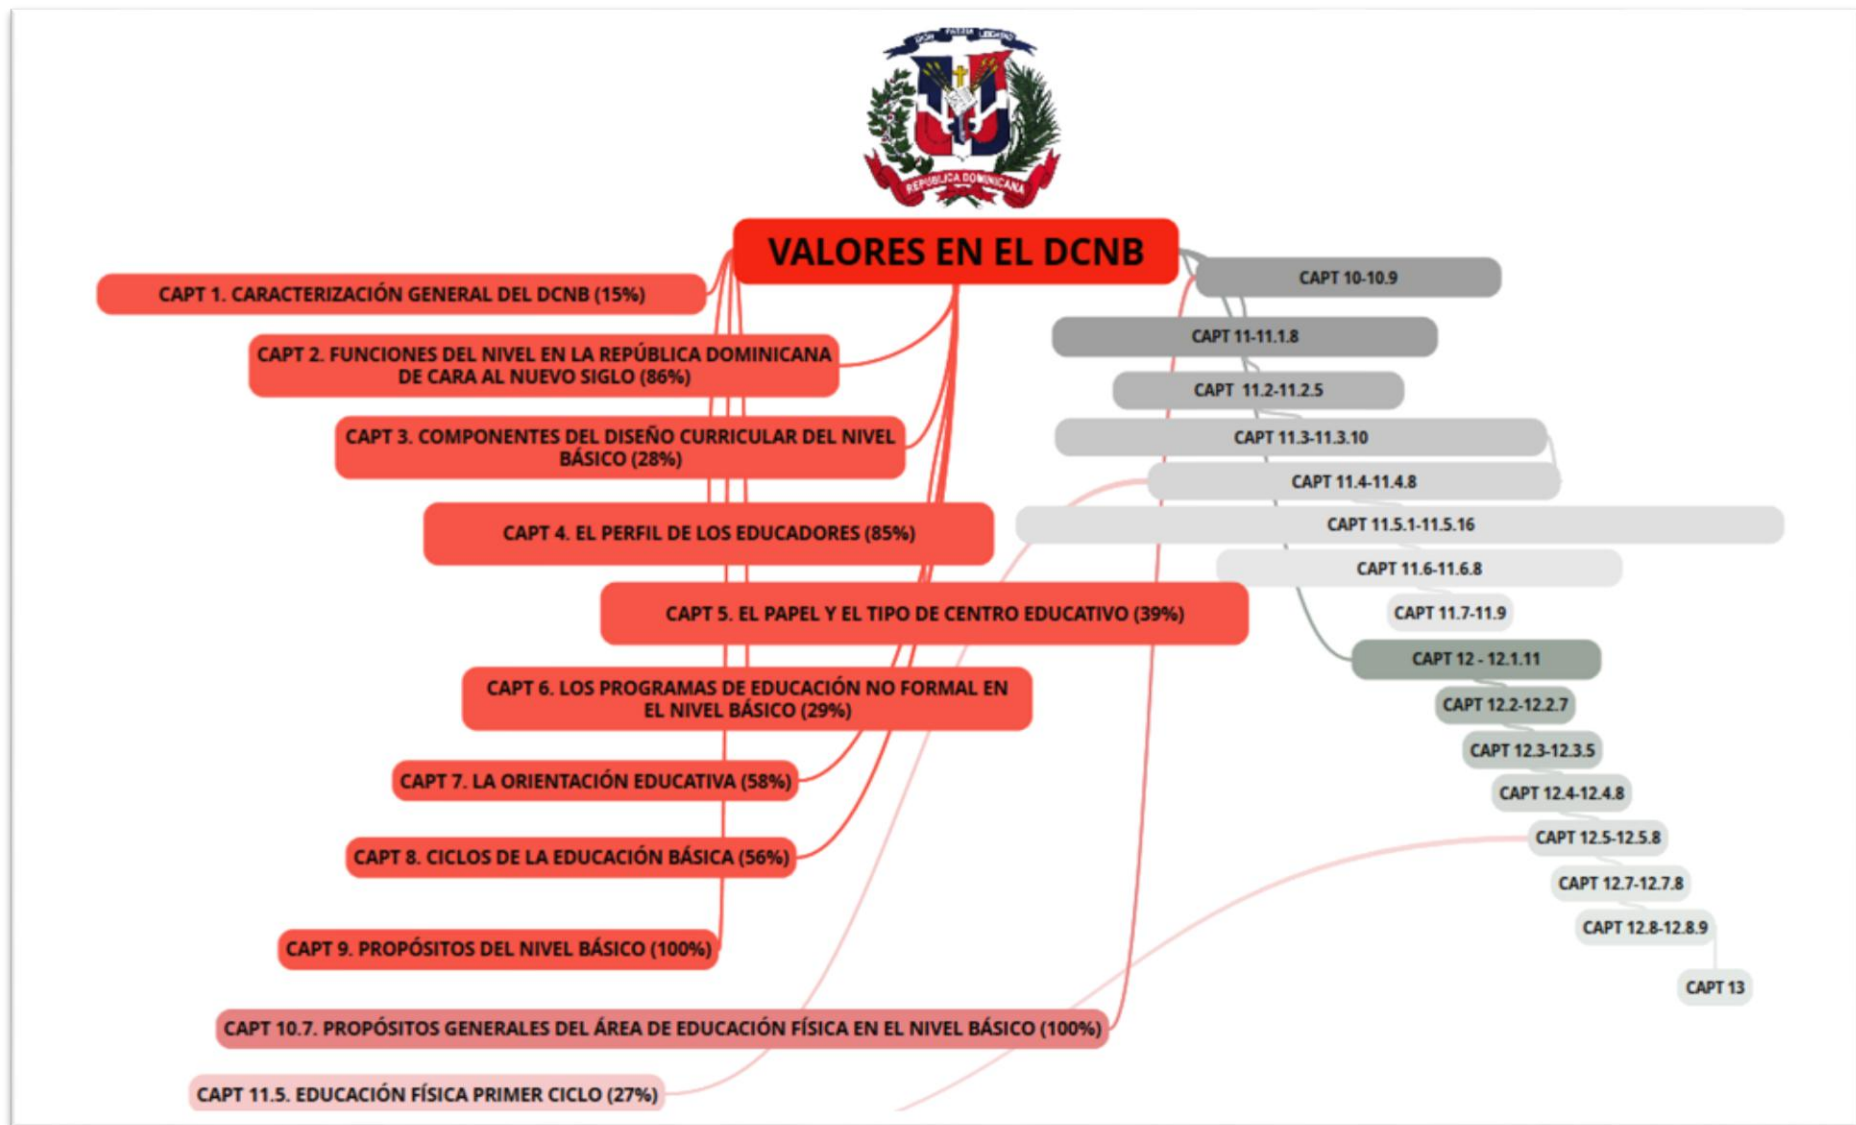 DIOS PATRIA LIBERTAD
REPÚBLICA DOMINICANA
VALORES EN EL DCNB
CAPT 1. CARACTERIZACIÓN GENERAL DEL DCNB (15%)
CAPT 2. FUNCIONES DEL NIVEL EN LA REPÚBLICA DOMINICANA
DE CARA AL NUEVO SIGLO (86%)
CAPT 3. COMPONENTES DEL DISEÑO CURRICULAR DEL NIVEL
BÁSICO (28%)
CAPT 4. EL PERFIL DE LOS EDUCADORES (85%)
CAPT 5. EL PAPEL Y EL TIPO DE CENTRO EDUCATIVO (39%)
CAPT 6. LOS PROGRAMAS DE EDUCACIÓN NO FORMAL EN
EL NIVEL BÁSICO (29%)
CAPT 7. LA ORIENTACIÓN EDUCATIVA (58%)
CAPT 8. CICLOS DE LA EDUCACIÓN BÁSICA (56%)
CAPT 9. PROPÓSITOS DEL NIVEL BÁSICO (100%)
CAPT 10.7. PROPÓSITOS GENERALES DEL ÁREA DE EDUCACIÓN FÍSICA EN EL NIVEL BÁSICO (100%)
CAPT 11.5. EDUCACIÓN FÍSICA PRIMER CICLO (27%)
CAPT 10-10.9
CAPT 11-11.1.8
CAPT 11.2-11.2.5
CAPT 11.3-11.3.10
CAPT 11.4-11.4.8
CAPT 11.5.1-11.5.16
CAPT 11.6-11.6.8
CAPT 11.7-11.9
CAPT 12 - 12.1.11
CAPT 12.2-12.2.7
CAPT 12.3-12.3.5
CAPT 12.4-12.4.8
CAPT 12.5-12.5.8
CAPT 12.7-12.7.8
CAPT 12.8-12.8.9
CAPT 13